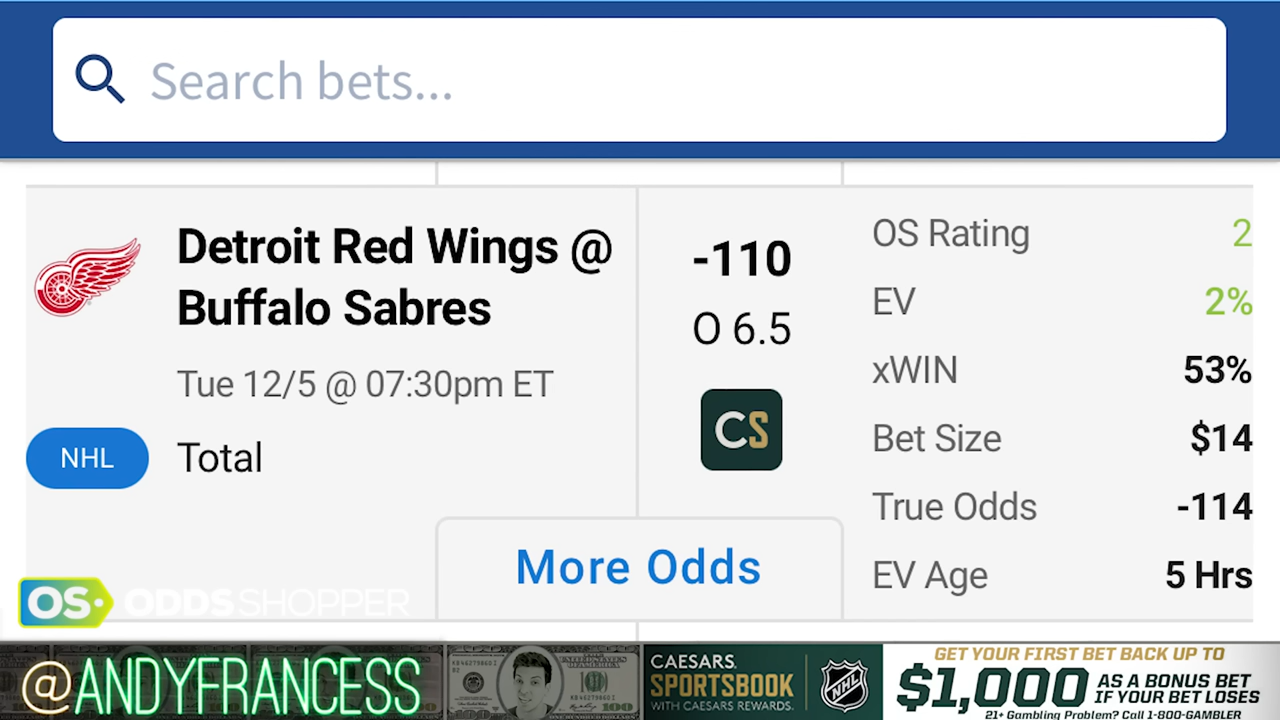 Search bets...
Detroit Red Wings @
Buffalo Sabres
Tue 12/5 @ 07:30pm ET
NHL
Total
-110
O 6.5
CS
More Odds
OS Rating 2
EV 2%
xWIN 53%
Bet Size $14
True Odds -114
EV Age 5 Hrs
OS ODDSSHOPPER
@ANDYFRANCESS
CAESARS
SPORTSBOOK
WITH CAESARS REWARDS.
NHL
GET YOUR FIRST BET BACK UP TO
$1,000 AS A BONUS BET
IF YOUR BET LOSES
21+ Gambling Problem? Call 1-800-GAMBLER